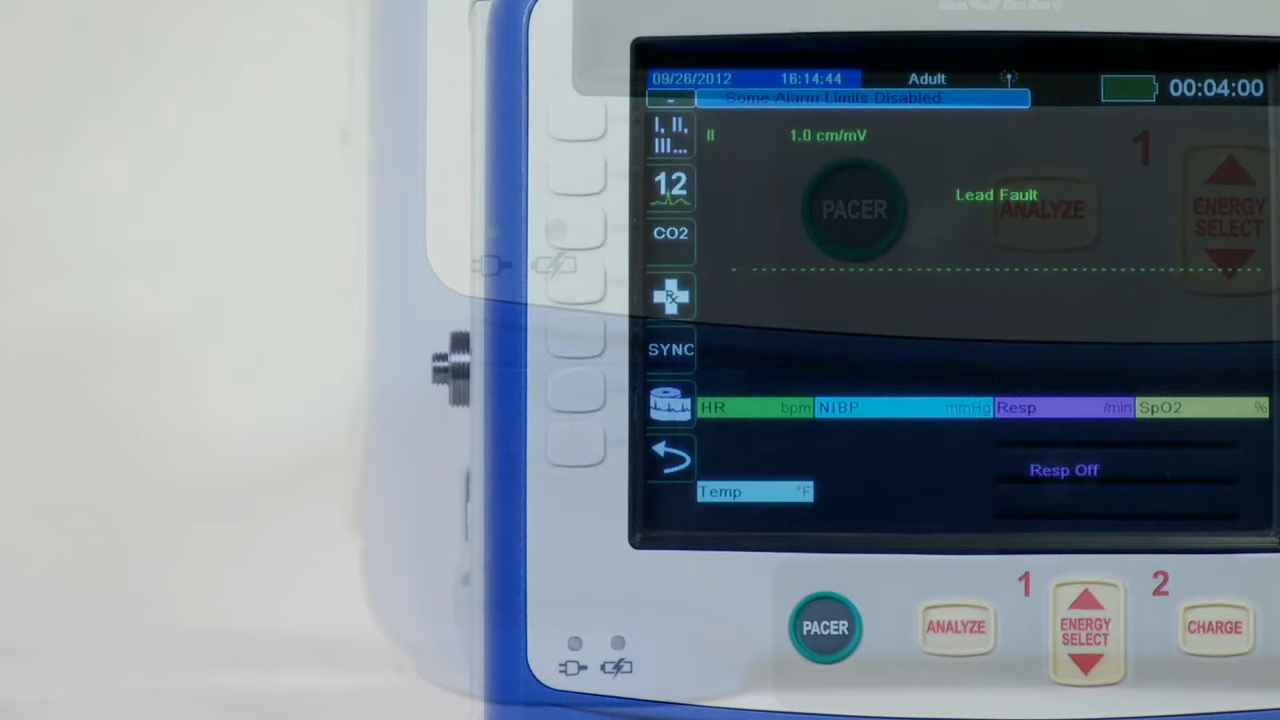 ZOLL®
09/26/2012 16:14:44 Adult 00:04:00
Some Alarm Limits Disabled
I, II, III... II 1.0 cm/mV
1
12 Lead Fault
PACER ANALYZE ENERGY SELECT
CO2
Rx
SYNC
HR bpm NIBP mmHg Resp /min SpO2 %
Resp Off
Temp °F
1 2
PACER ANALYZE ENERGY SELECT CHARGE